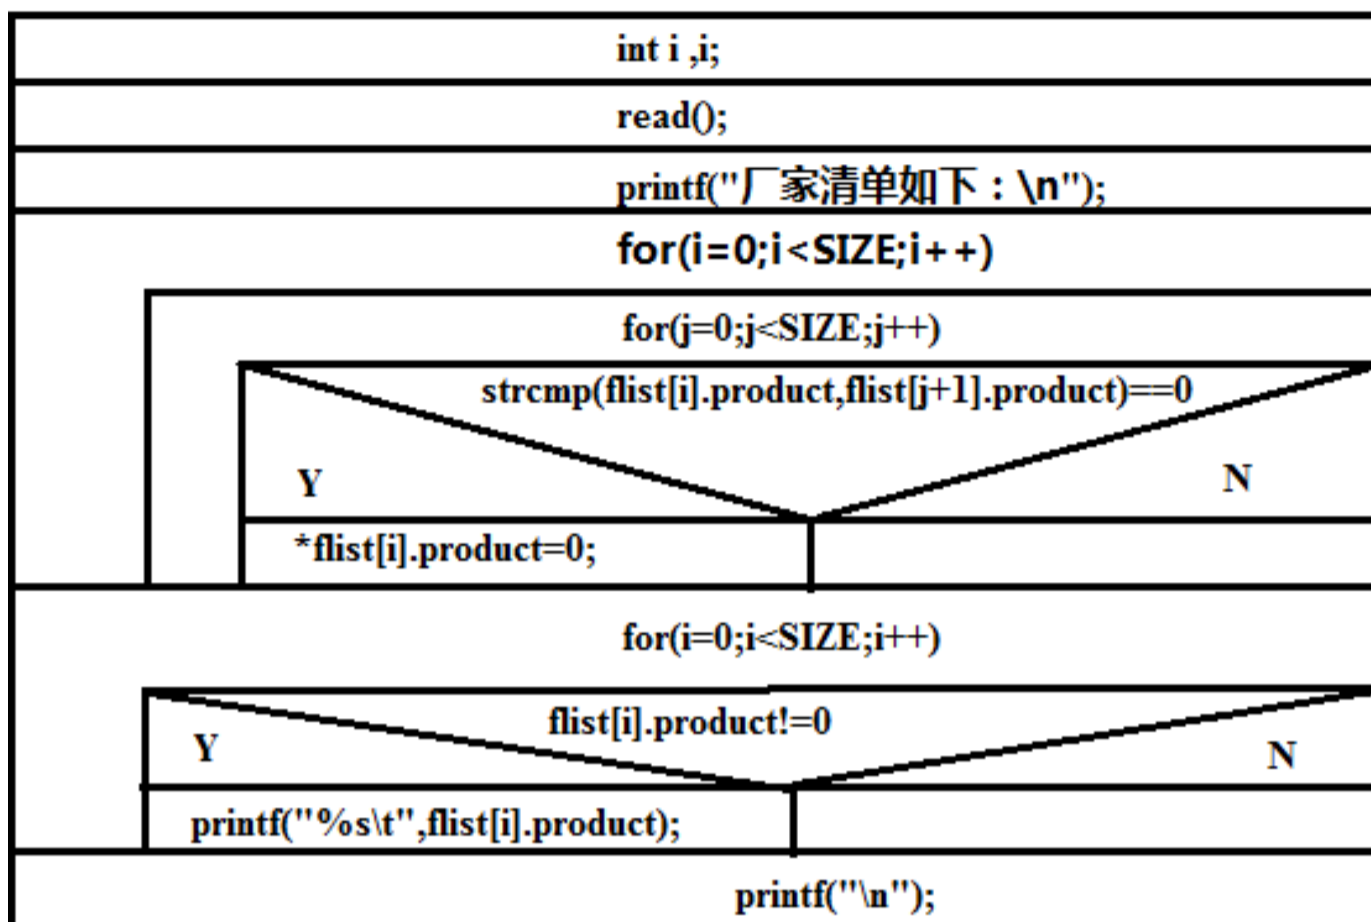 int i ,i;
read();
printf("厂家清单如下：\n");
for(i=0;i<SIZE;i++)
for(j=0;j<SIZE;j++)
strcmp(flist[i].product,flist[j+1].product)==0
Y
N
*flist[i].product=0;
for(i=0;i<SIZE;i++)
flist[i].product!=0
Y
N
printf("%s\t",flist[i].product);
printf("\n");